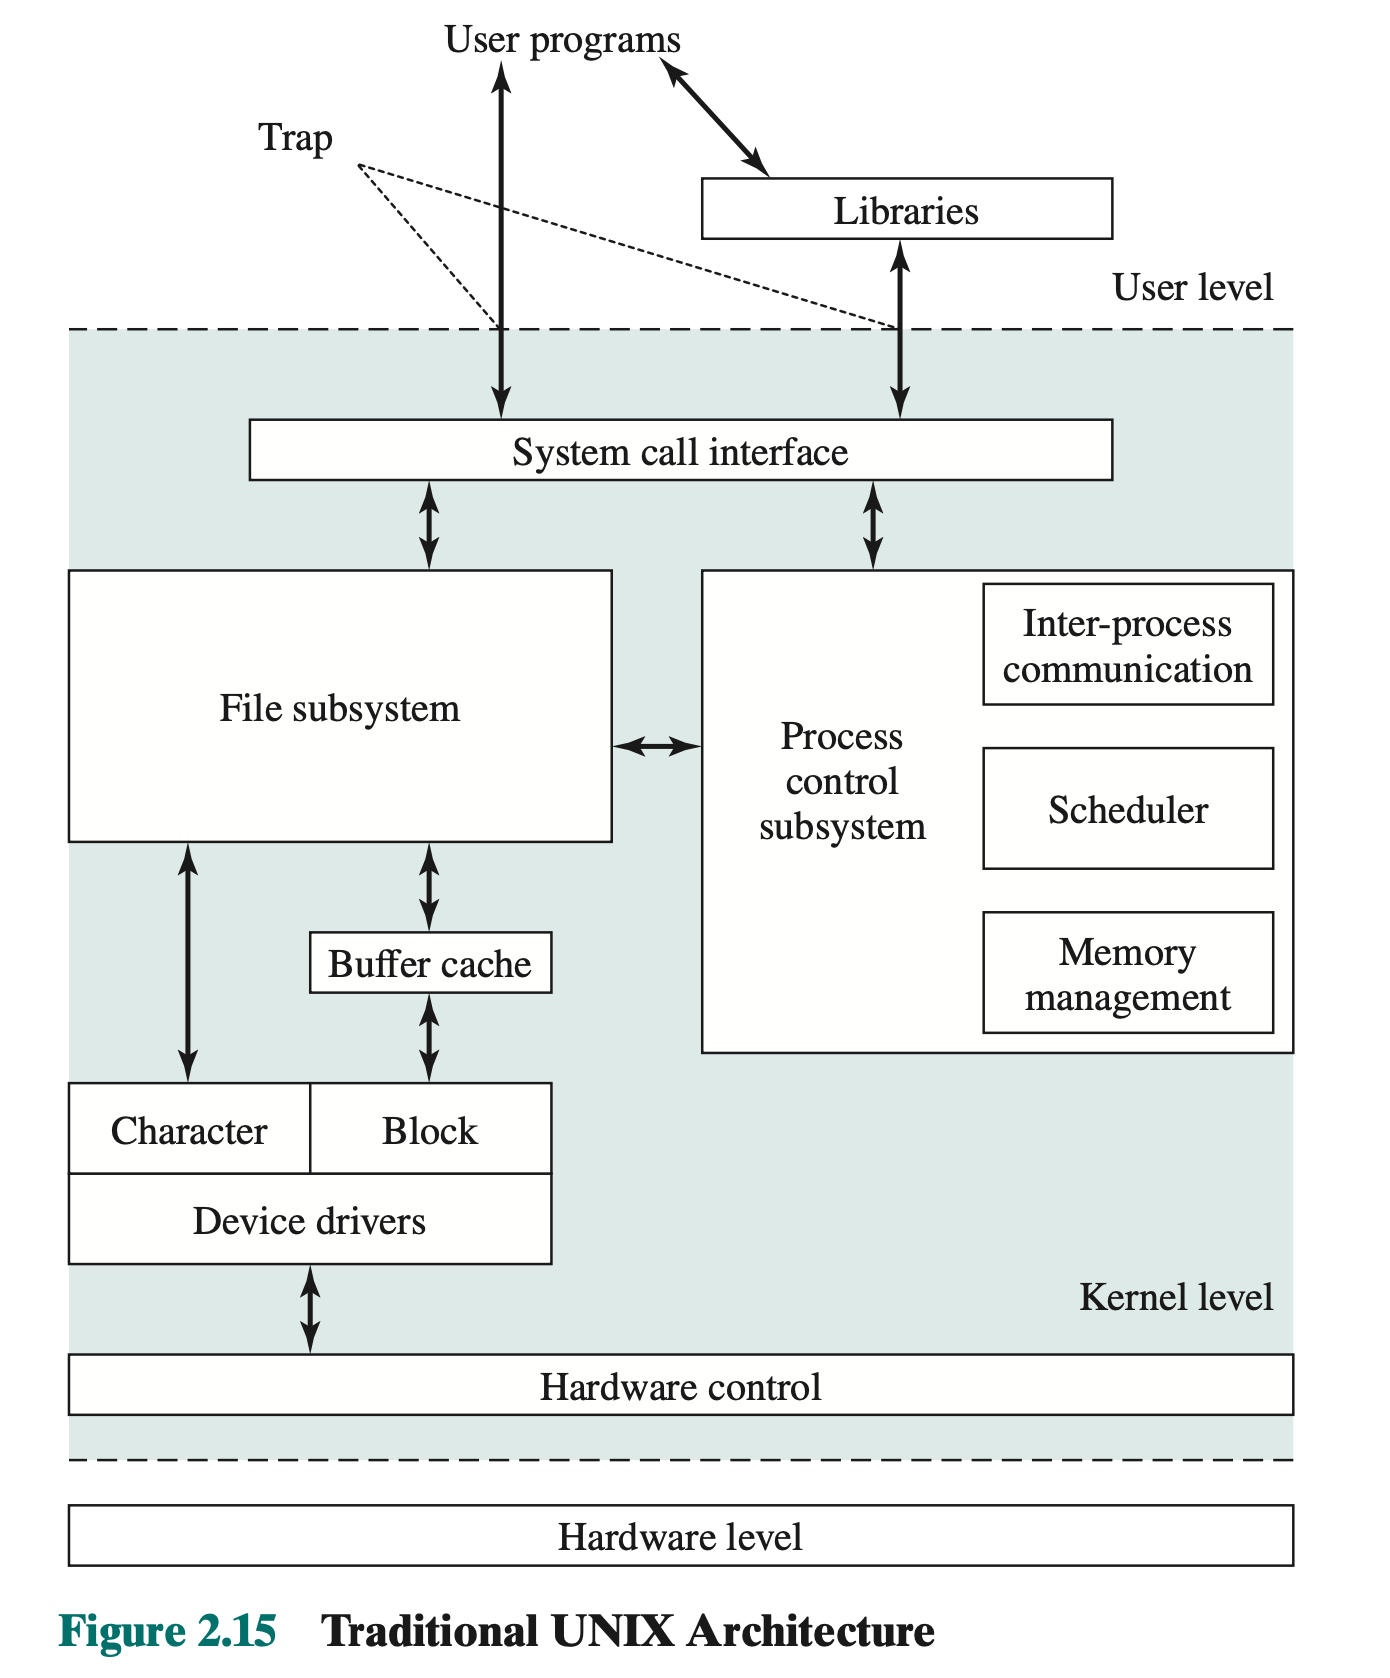 User programs
Trap
Libraries
User level
System call interface
File subsystem
Inter-process
communication
Process
control
subsystem
Scheduler
Memory
management
Buffer cache
Character
Block
Device drivers
Kernel level
Hardware control
Hardware level
Figure 2.15 Traditional UNIX Architecture